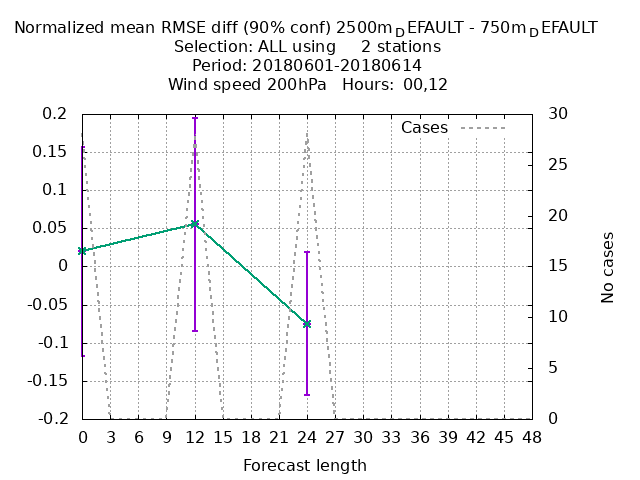 Normalized mean RMSE diff (90% conf) 2500m_DEFAULT - 750m_DEFAULT
Selection: ALL using 2 stations
Period: 20180601-20180614
Wind speed 200hPa Hours: 00,12
Cases
0.2
0.15
0.1
0.05
0
-0.05
-0.1
-0.15
-0.2
30
25
20
15
10
5
0
No cases
0 3 6 9 12 15 18 21 24 27 30 33 36 39 42 45 48
Forecast length